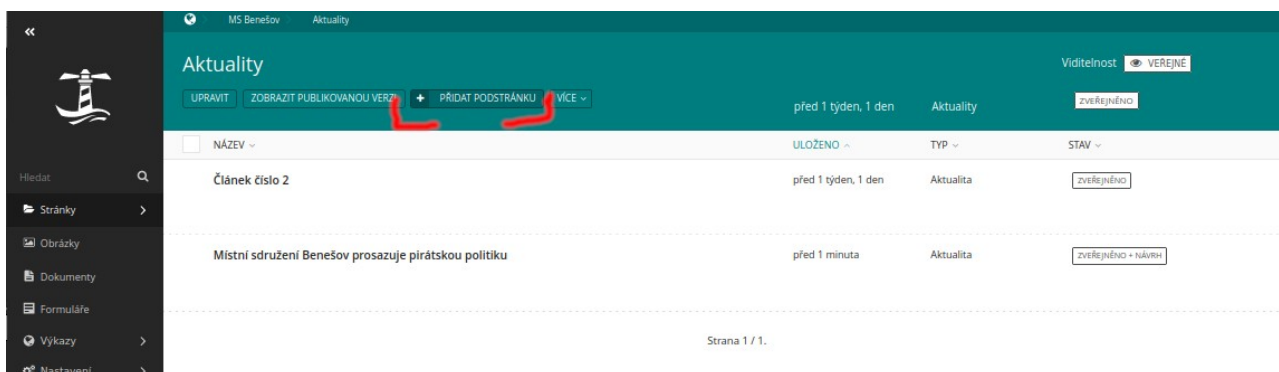 «
MS Benešov
Aktuality
Aktuality
Viditelnost VEŘEJNÉ
UPRAVIT
ZOBRAZIT PUBLIKOVANOU VERZI
+ PŘIDAT PODSTRÁNKU
VÍCE
před 1 týden, 1 den
Aktuality
ZVEŘEJNĚNO
NÁZEV
ULOŽENO
TYP
STAV
Hledat
Článek číslo 2
před 1 týden, 1 den
Aktualita
ZVEŘEJNĚNO
Stránky
Obrázky
Místní sdružení Benešov prosazuje pirátskou politiku
před 1 minuta
Aktualita
ZVEŘEJNĚNO + NÁVRH
Dokumenty
Formuláře
Výkazy
Strana 1 / 1.
Nastavení